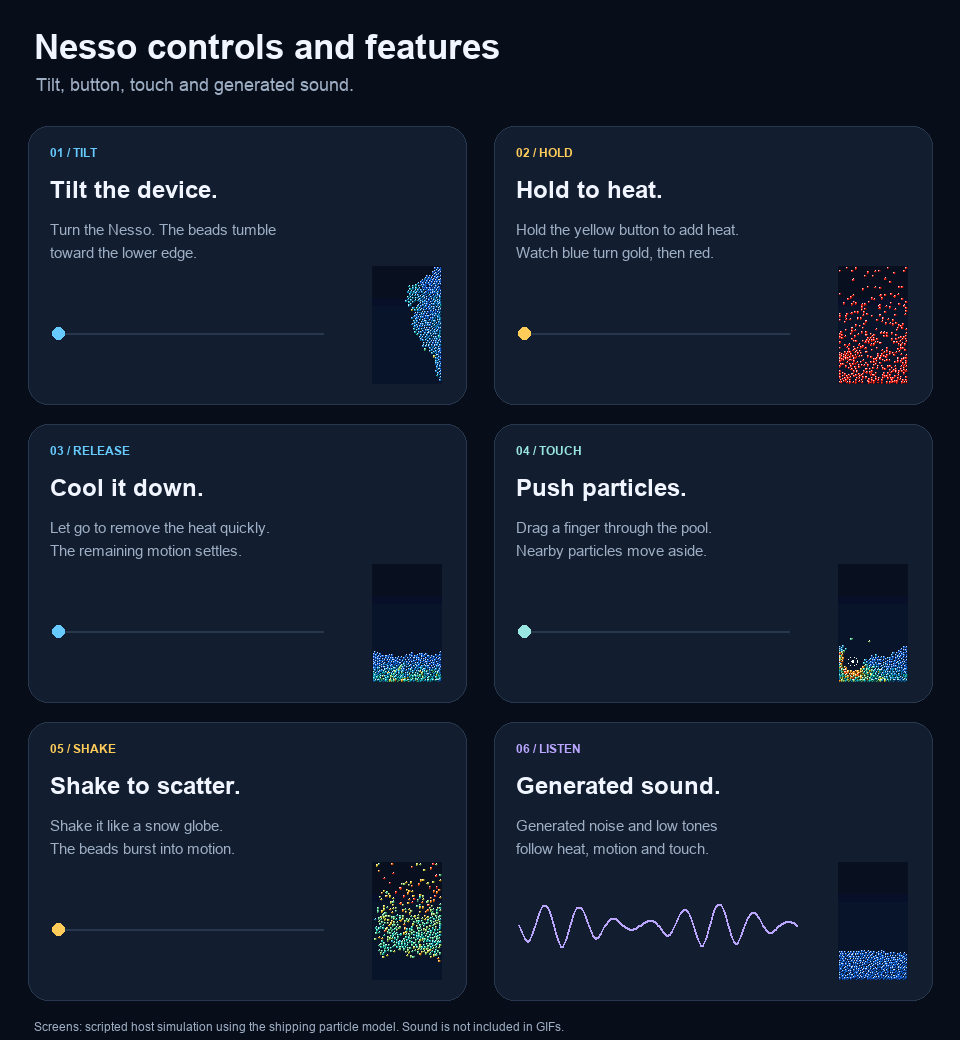 Nesso controls and features
Tilt, button, touch and generated sound.
01 / TILT
Tilt the device.
Turn the Nesso. The beads tumble
toward the lower edge.
02 / HOLD
Hold to heat.
Hold the yellow button to add heat.
Watch blue turn gold, then red.
03 / RELEASE
Cool it down.
Let go to remove the heat quickly.
The remaining motion settles.
04 / TOUCH
Push particles.
Drag a finger through the pool.
Nearby particles move aside.
05 / SHAKE
Shake to scatter.
Shake it like a snow globe.
The beads burst into motion.
06 / LISTEN
Generated sound.
Generated noise and low tones
follow heat, motion and touch.
Screens: scripted host simulation using the shipping particle model. Sound is not included in GIFs.